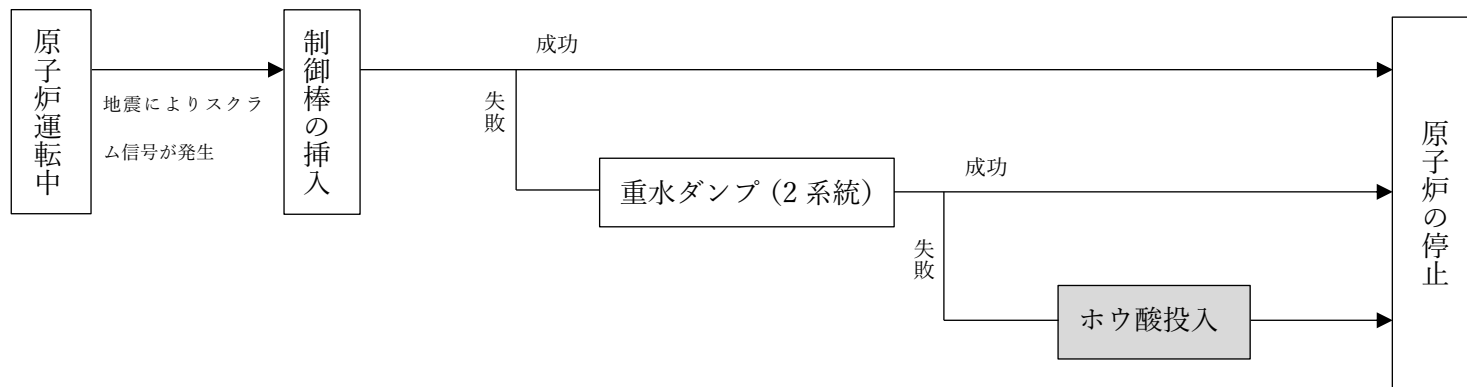 原子炉運転中
地震によりスクラ
ム信号が発生
制御棒の挿入
成功
失敗
重水ダンプ（2 系統）
成功
失敗
ホウ酸投入
原子炉の停止